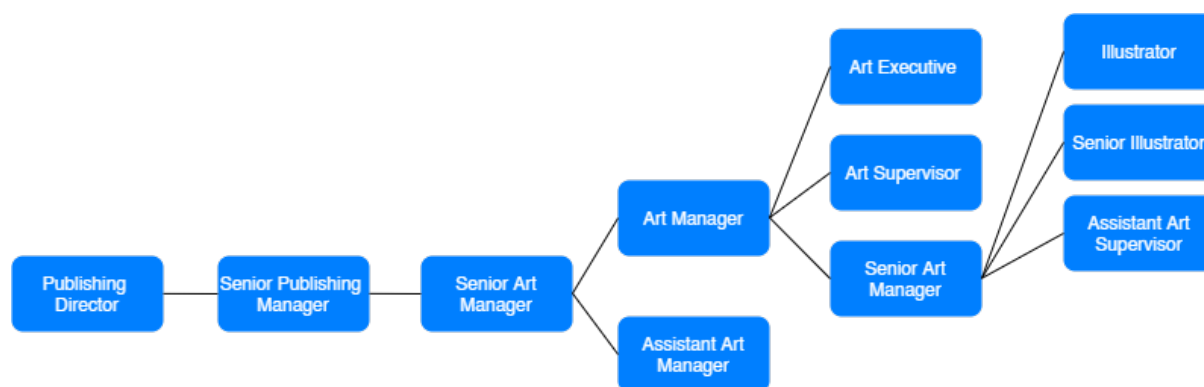 Publishing
Director
Senior Publishing
Manager
Senior Art
Manager
Art Manager
Assistant Art
Manager
Art Executive
Art Supervisor
Senior Art
Manager
Illustrator
Senior Illustrator
Assistant Art
Supervisor